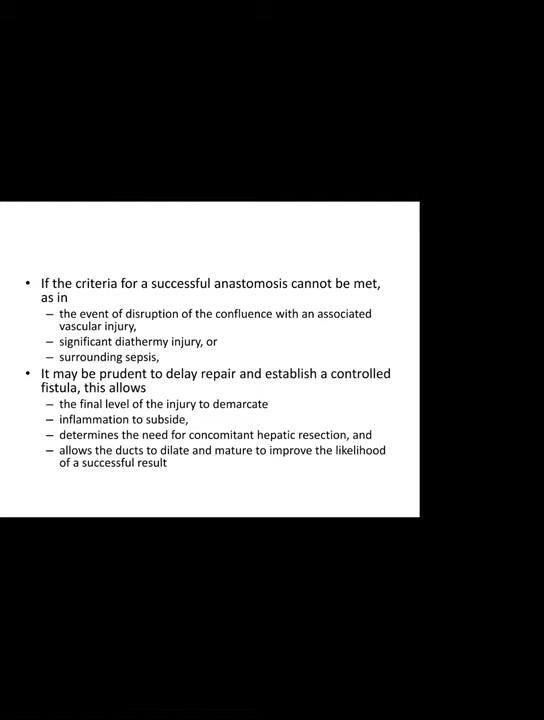 • If the criteria for a successful anastomosis cannot be met,
as in
– the event of disruption of the confluence with an associated
vascular injury,
– significant diathermy injury, or
– surrounding sepsis,
• It may be prudent to delay repair and establish a controlled
fistula, this allows
– the final level of the injury to demarcate
– inflammation to subside,
– determines the need for concomitant hepatic resection, and
– allows the ducts to dilate and mature to improve the likelihood
of a successful result